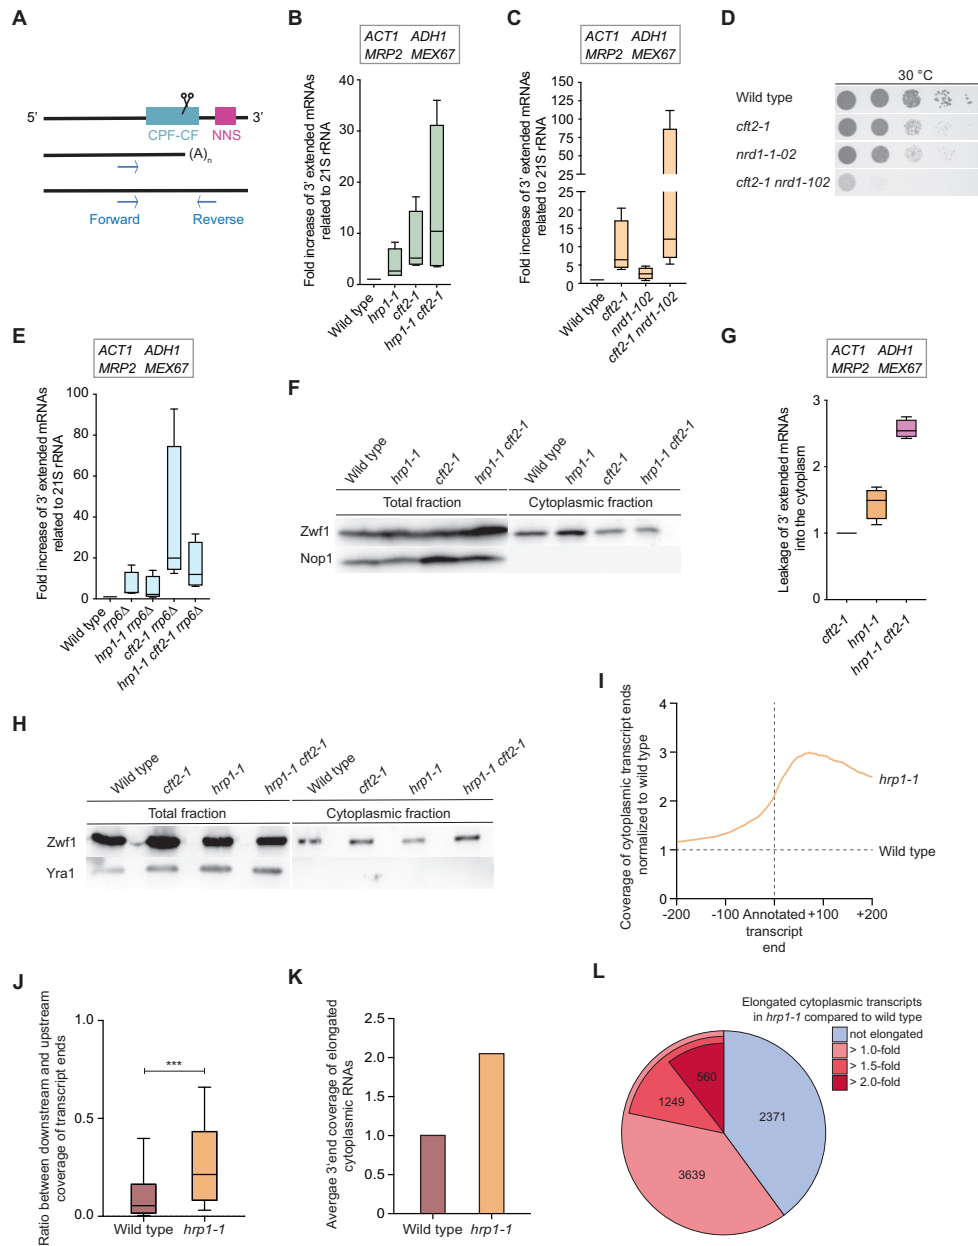 A
5'
3'
CPF-CF
NNS
(A)n
Forward
Reverse
B
ACT1 ADH1
MRP2 MEX67
Fold increase of 3' extended mRNAs
related to 21S rRNA
40
30
20
10
0
Wild type
hrp1-1
cft2-1
hrp1-1 cft2-1
C
ACT1 ADH1
MRP2 MEX67
Fold increase of 3' extended mRNAs
related to 21S rRNA
150
125
100
75
50
25
25
20
15
10
5
0
Wild type
cft2-1
nrd1-102
cft2-1 nrd1-102
D
30 °C
Wild type
cft2-1
nrd1-1-02
cft2-1 nrd1-102
E
ACT1 ADH1
MRP2 MEX67
Fold increase of 3' extended mRNAs
related to 21S rRNA
100
80
60
40
20
0
Wild type
rrp6Δ
hrp1-1 rrp6Δ
cft2-1 rrp6Δ
hrp1-1 cft2-1 rrp6Δ
F
Wild type
hrp1-1
cft2-1
hrp1-1 cft2-1
Wild type
hrp1-1
cft2-1
hrp1-1 cft2-1
Total fraction
Cytoplasmic fraction
Zwf1
Nop1
G
ACT1 ADH1
MRP2 MEX67
Leakage of 3' extended mRNAs
into the cytoplasm
3
2
1
0
cft2-1
hrp1-1
hrp1-1 cft2-1
H
Wild type
cft2-1
hrp1-1
hrp1-1 cft2-1
Wild type
cft2-1
hrp1-1
hrp1-1 cft2-1
Total fraction
Cytoplasmic fraction
Zwf1
Yra1
I
Coverage of cytoplasmic transcript ends
normalized to wild type
4
3
2
1
0
hrp1-1
Wild type
-200
-100
Annotated
transcript
end
+100
+200
J
Ratio between downstream and upstream
coverage of transcript ends
1.0
0.5
0.0
***
Wild type
hrp1-1
K
Avergae 3'end coverage of elongated
cytoplasmic RNAs
2.5
2.0
1.5
1.0
0.5
0.0
Wild type
hrp1-1
L
Elongated cytoplasmic transcripts
in hrp1-1 compared to wild type
not elongated
> 1.0-fold
> 1.5-fold
> 2.0-fold
560
1249
2371
3639